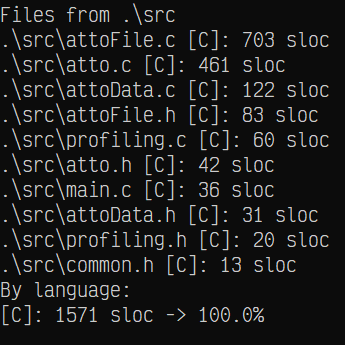 Files from .\src
.\src\attoFile.c [C]: 703 sloc
.\src\atto.c [C]: 461 sloc
.\src\attoData.c [C]: 122 sloc
.\src\attoFile.h [C]: 83 sloc
.\src\profiling.c [C]: 60 sloc
.\src\atto.h [C]: 42 sloc
.\src\main.c [C]: 36 sloc
.\src\attoData.h [C]: 31 sloc
.\src\profiling.h [C]: 20 sloc
.\src\common.h [C]: 13 sloc
By language:
[C]: 1571 sloc -> 100.0%